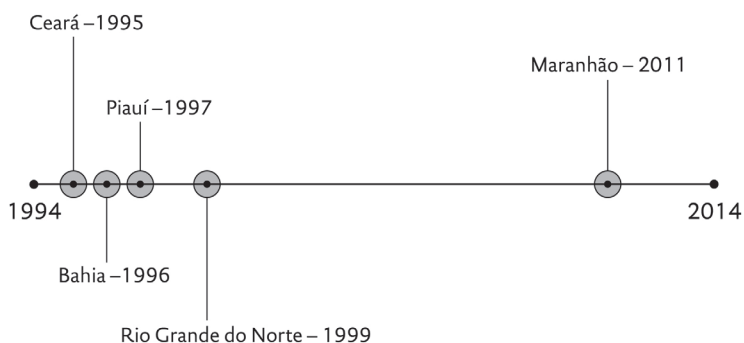 Ceará –1995
Maranhão – 2011
Piauí –1997
1994
2014
Bahia –1996
Rio Grande do Norte – 1999